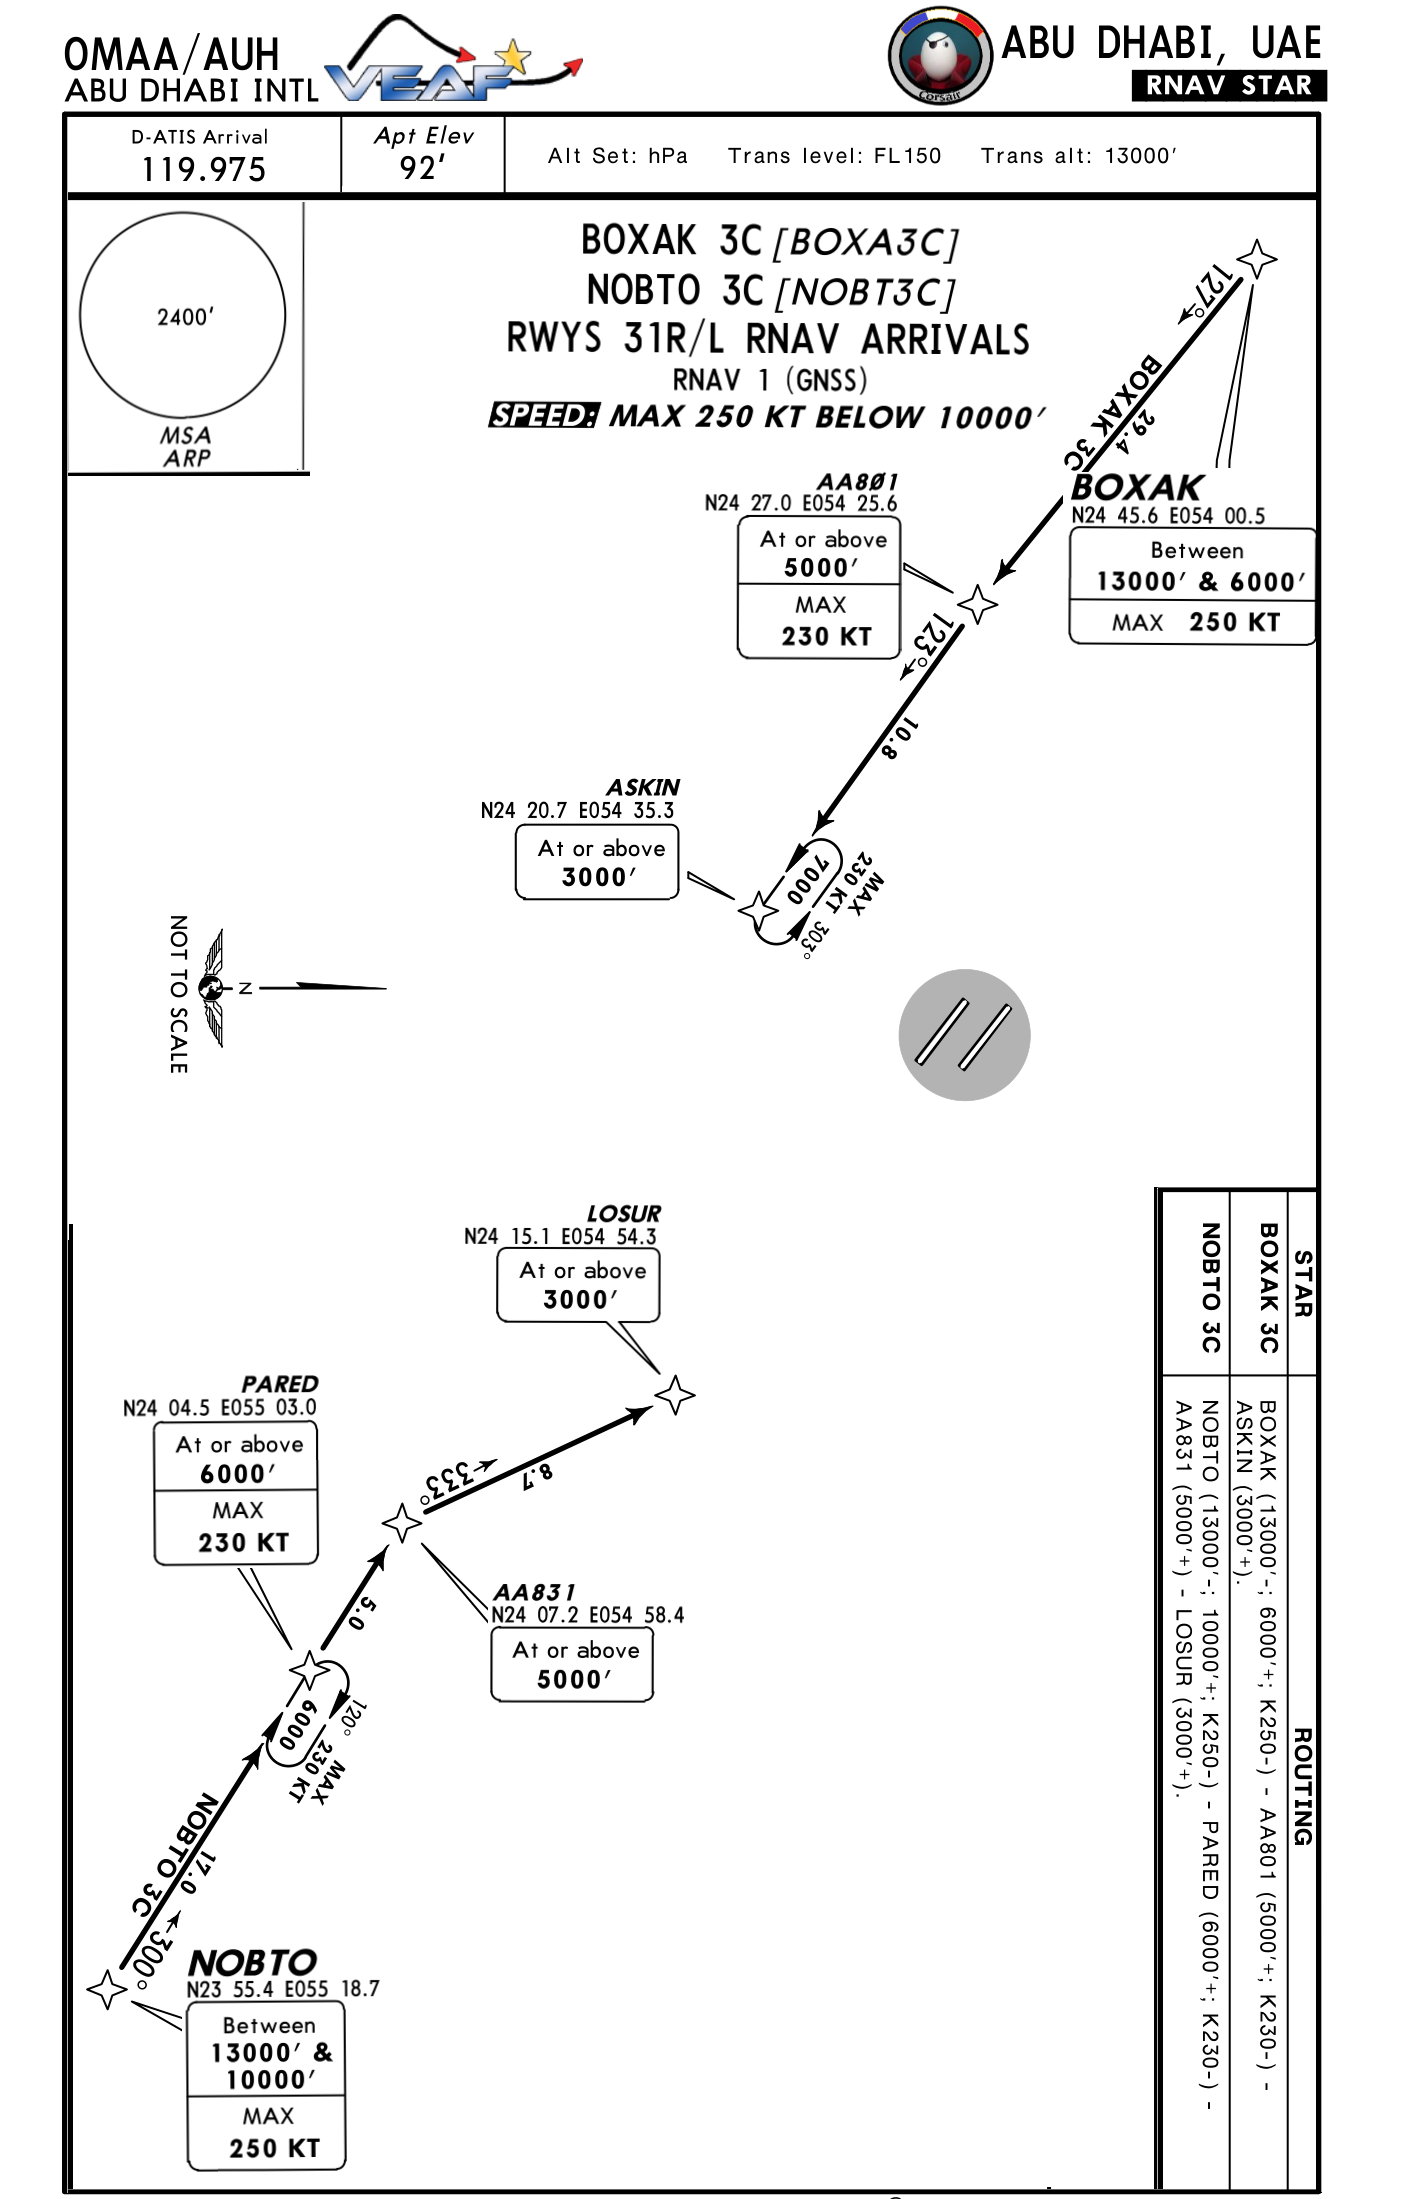 OMAA/AUH
ABU DHABI INTL
VEAF
Corsair
ABU DHABI, UAE
RNAV STAR
D-ATIS Arrival
119.975
Apt Elev
92'
Alt Set: hPa Trans level: FL150 Trans alt: 13000'
2400'
MSA
ARP
BOXAK 3C [BOXA3C]
NOBTO 3C [NOBT3C]
RWYS 31R/L RNAV ARRIVALS
RNAV 1 (GNSS)
SPEED: MAX 250 KT BELOW 10000'
127°
BOXAK 3C
29.4
BOXAK
N24 45.6 E054 00.5
Between
13000' & 6000'
MAX 250 KT
AA8Ø1
N24 27.0 E054 25.6
At or above
5000'
MAX
230 KT
123°
10.8
ASKIN
N24 20.7 E054 35.3
At or above
3000'
7000
MAX
230 KT
303°
NOT TO SCALE
N
LOSUR
N24 15.1 E054 54.3
At or above
3000'
PARED
N24 04.5 E055 03.0
At or above
6000'
MAX
230 KT
333°
8.7
AA831
N24 07.2 E054 58.4
At or above
5000'
5.0
6000
120°
MAX
230 KT
NOBTO 3C
17.0
300°
NOBTO
N23 55.4 E055 18.7
Between
13000' &
10000'
MAX
250 KT
STAR ROUTING
BOXAK 3C BOXAK (13000'-; 6000'+; K250-) - AA801 (5000'+; K230-) -
ASKIN (3000'+).
NOBTO 3C NOBTO (13000'-; 10000'+; K250-) - PARED (6000'+; K230-) -
AA831 (5000'+) - LOSUR (3000'+).